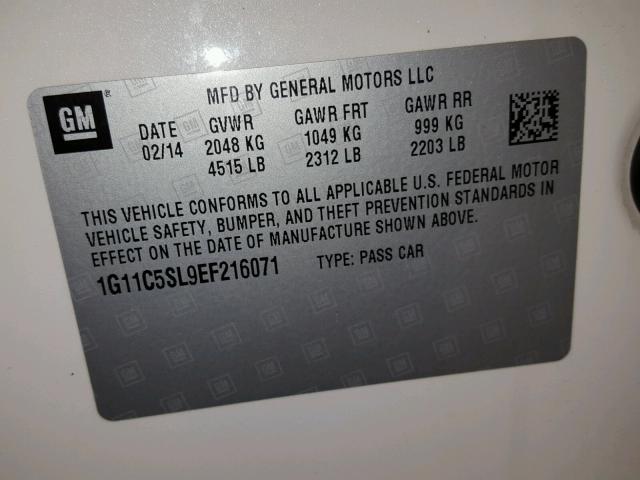 GM
MFD BY GENERAL MOTORS LLC
DATE GVWR GAWR FRT GAWR RR
02/14 2048 KG 1049 KG 999 KG
4515 LB 2312 LB 2203 LB
THIS VEHICLE CONFORMS TO ALL APPLICABLE U.S. FEDERAL MOTOR
VEHICLE SAFETY, BUMPER, AND THEFT PREVENTION STANDARDS IN
EFFECT ON THE DATE OF MANUFACTURE SHOWN ABOVE.
1G11C5SL9EF216071 TYPE: PASS CAR